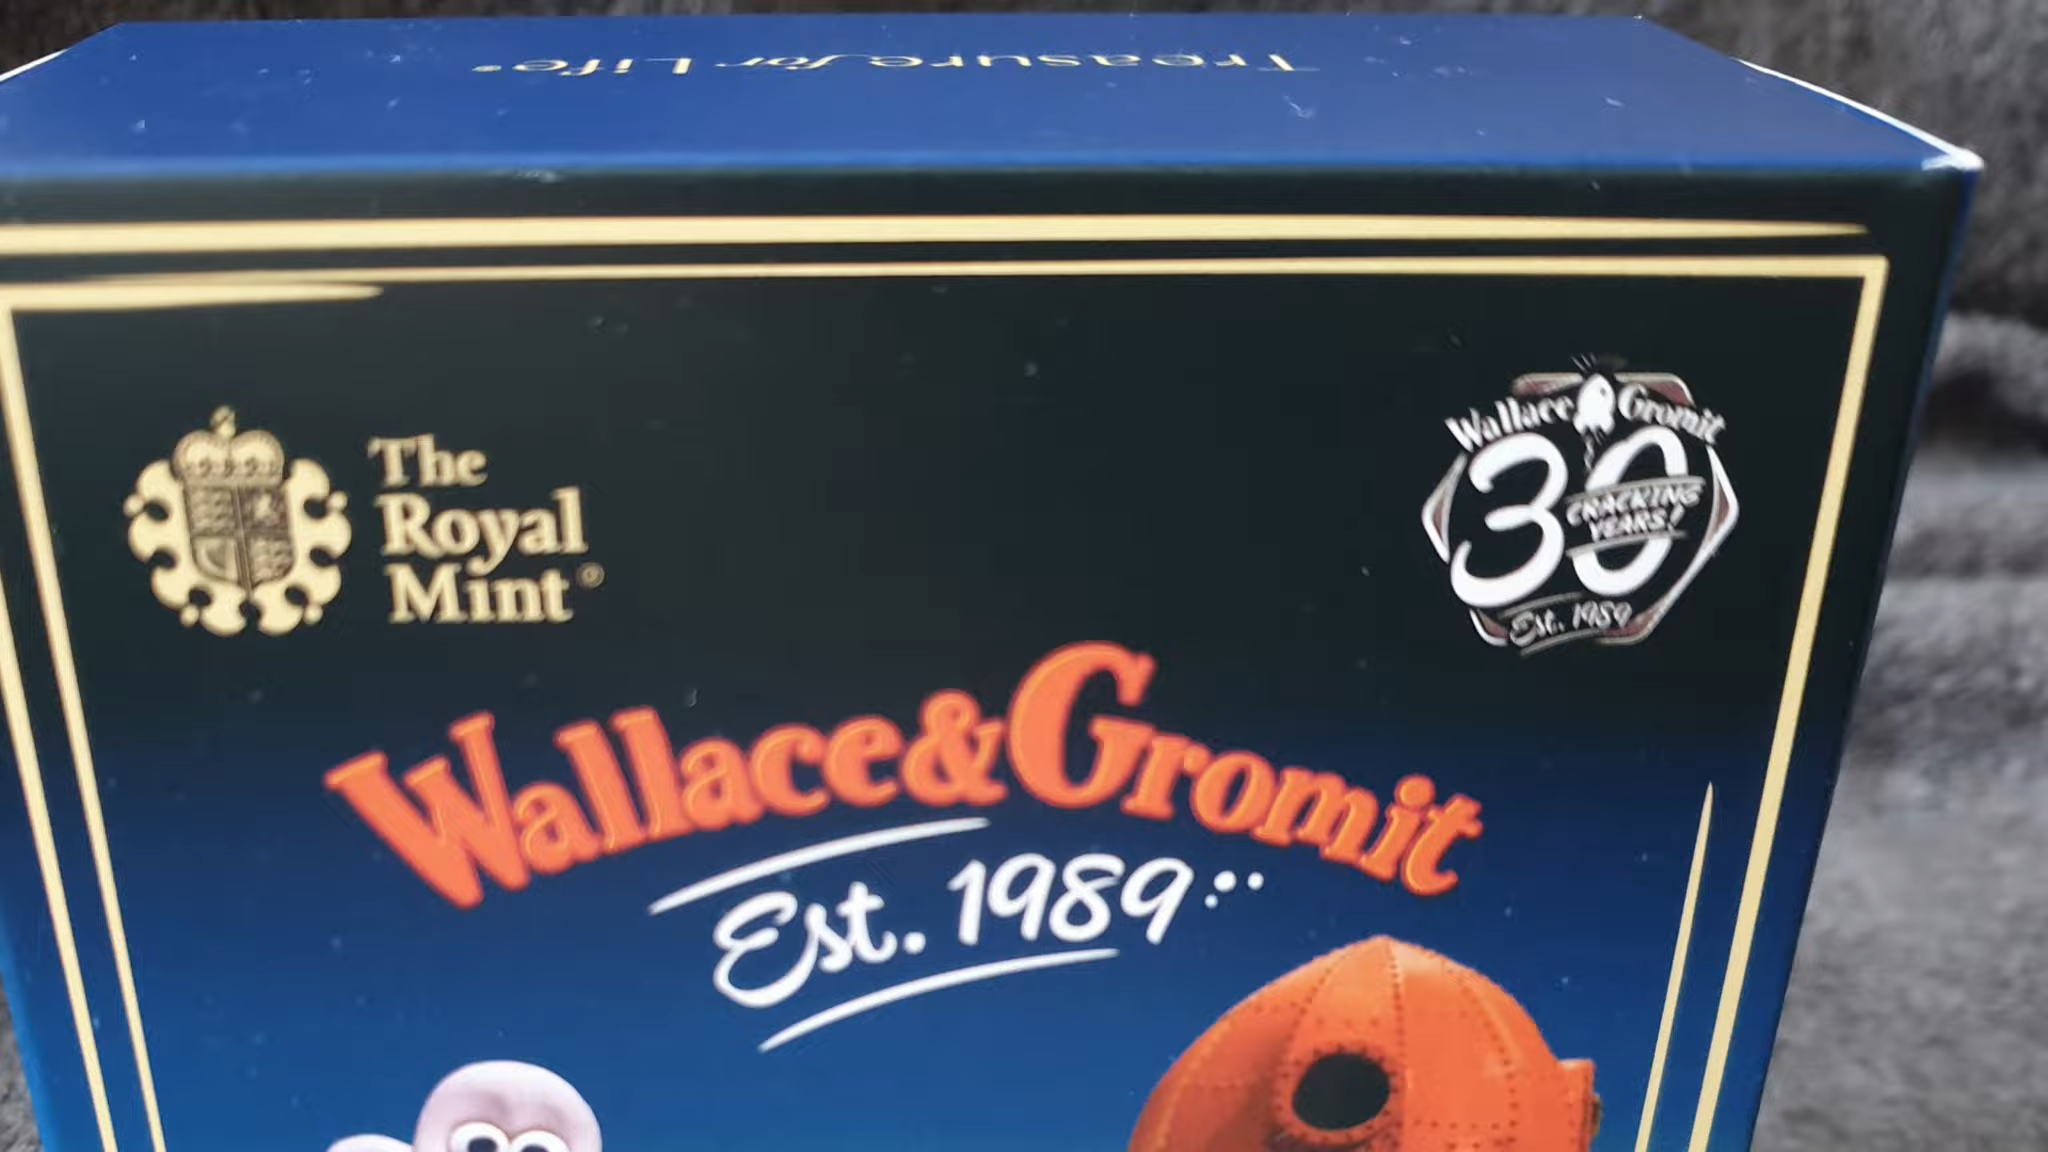 Treasure for Life®
The
Royal
Mint®
Wallace Gromit
30
CRACKING
YEARS!
Est. 1989
Wallace & Gromit
Est. 1989